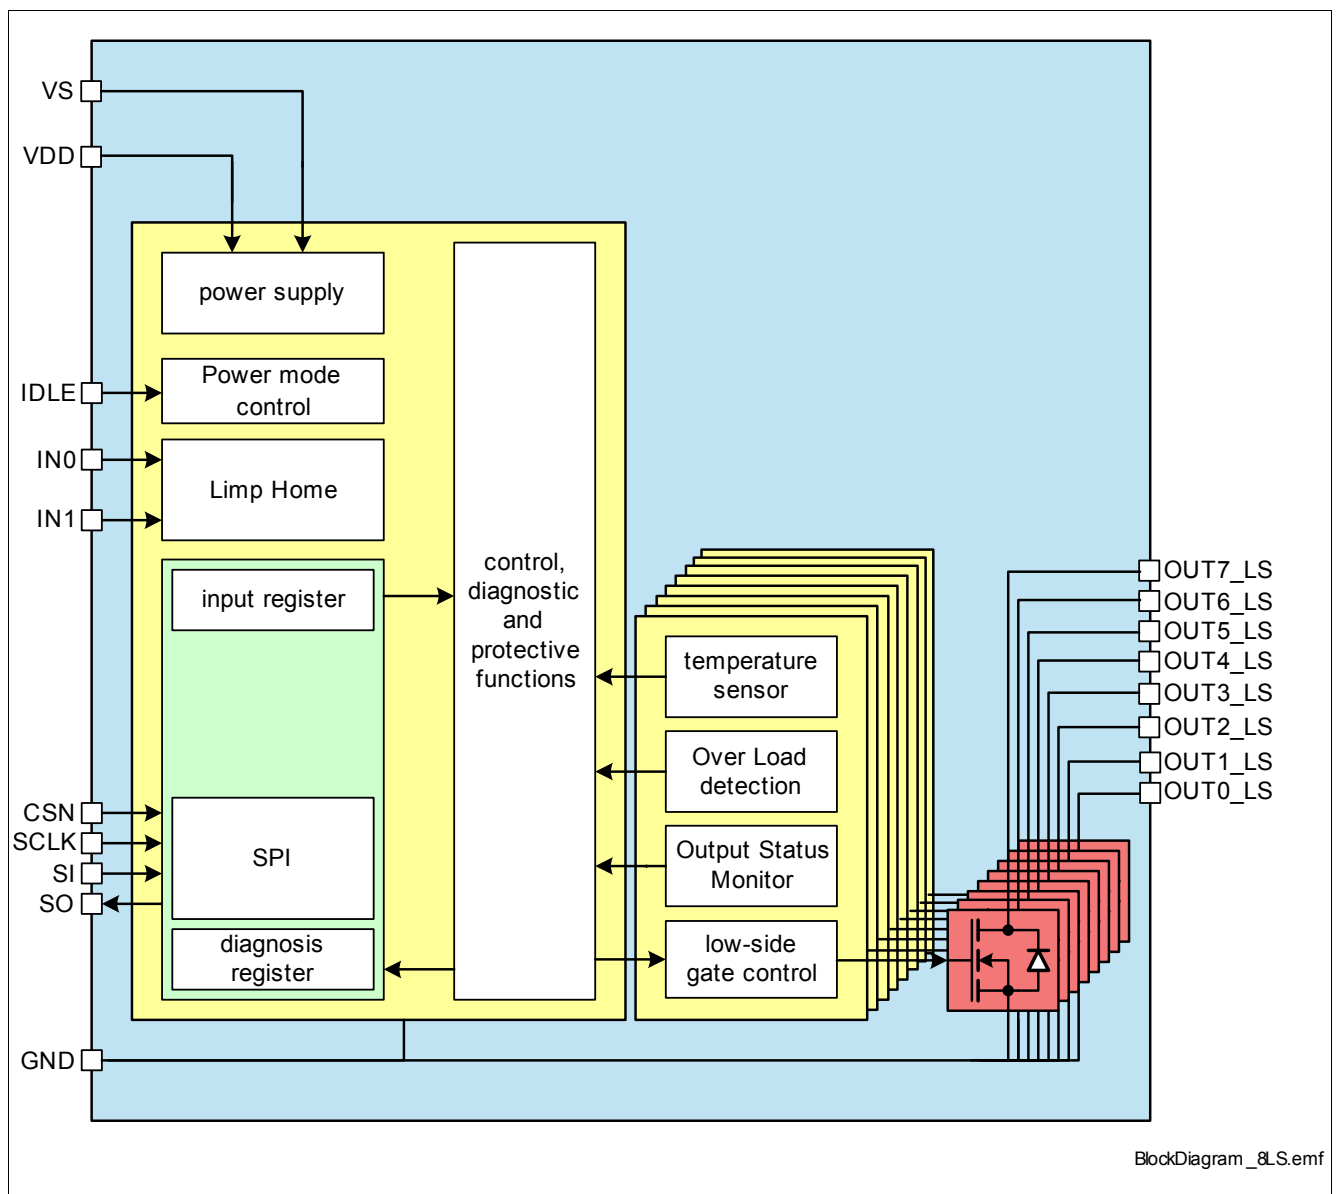 VS
VDD
power supply
IDLE
Power mode
control
IN0
Limp Home
IN1
input register
control,
diagnostic
and
protective
functions
temperature
sensor
Over Load
detection
Output Status
Monitor
low-side
gate control
CSN
SCLK
SI
SO
SPI
diagnosis
register
GND
OUT7_LS
OUT6_LS
OUT5_LS
OUT4_LS
OUT3_LS
OUT2_LS
OUT1_LS
OUT0_LS
BlockDiagram_8LS.emf